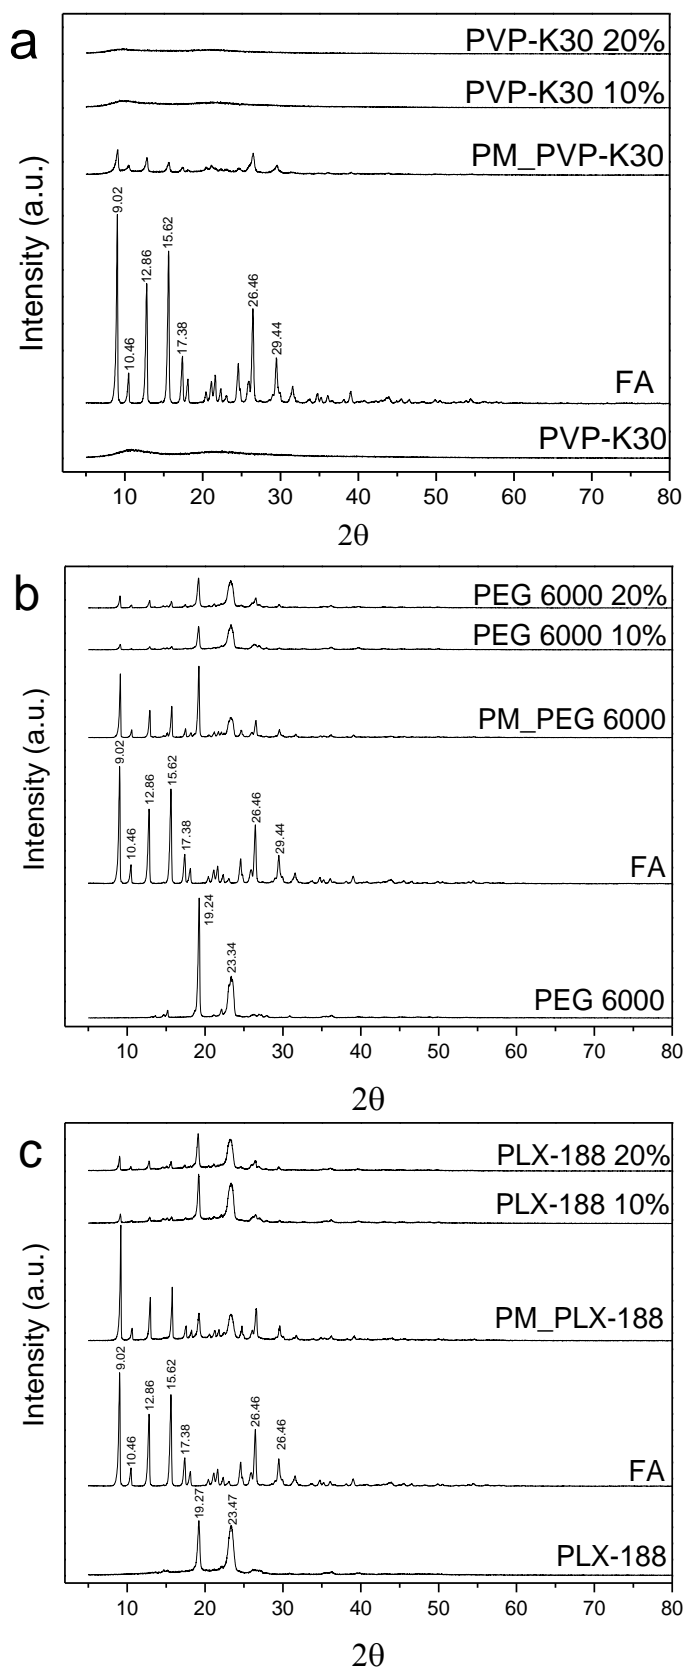 a
PVP-K30 20%
PVP-K30 10%
PM_PVP-K30
9.02
10.46
12.86
15.62
17.38
26.46
29.44
FA
PVP-K30
Intensity (a.u.)
10 20 30 40 50 60 70 80
2θ
b
PEG 6000 20%
PEG 6000 10%
PM_PEG 6000
9.02
10.46
12.86
15.62
17.38
26.46
29.44
FA
19.24
23.34
PEG 6000
Intensity (a.u.)
10 20 30 40 50 60 70 80
2θ
c
PLX-188 20%
PLX-188 10%
PM_PLX-188
9.02
10.46
12.86
15.62
17.38
26.46
26.46
FA
19.27
23.47
PLX-188
Intensity (a.u.)
10 20 30 40 50 60 70 80
2θ